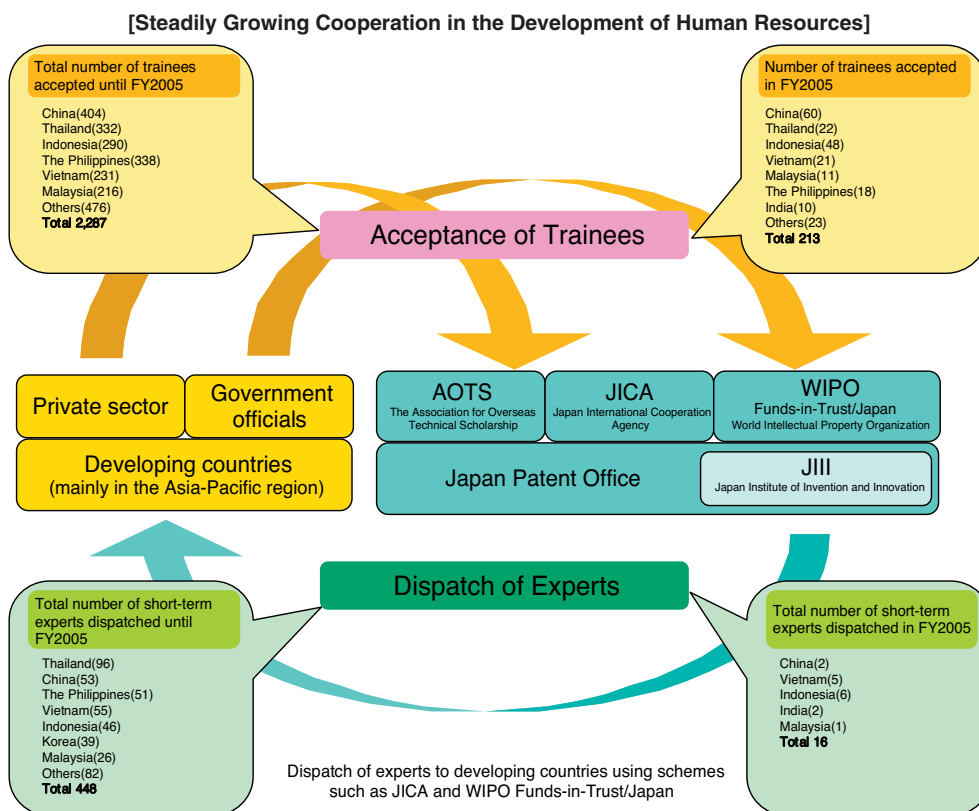 [Steadily Growing Cooperation in the Development of Human Resources]
Total number of trainees
accepted until FY2005
China(404)
Thailand(332)
Indonesia(290)
The Philippines(338)
Vietnam(231)
Malaysia(216)
Others(476)
Total 2,287
Number of trainees accepted
in FY2005
China(60)
Thailand(22)
Indonesia(48)
Vietnam(21)
Malaysia(11)
The Philippines(18)
India(10)
Others(23)
Total 213
Acceptance of Trainees
Private sector
Government
officials
Developing countries
(mainly in the Asia-Pacific region)
AOTS
The Association for Overseas
Technical Scholarship
JICA
Japan International Cooperation
Agency
WIPO
Funds-in-Trust/Japan
World Intellectual Property Organization
Japan Patent Office
JIII
Japan Institute of Invention and Innovation
Dispatch of Experts
Total number of short-term
experts dispatched until
FY2005
Thailand(96)
China(53)
The Philippines(51)
Vietnam(55)
Indonesia(46)
Korea(39)
Malaysia(26)
Others(82)
Total 448
Total number of short-term
experts dispatched in FY2005
China(2)
Vietnam(5)
Indonesia(6)
India(2)
Malaysia(1)
Total 16
Dispatch of experts to developing countries using schemes
such as JICA and WIPO Funds-in-Trust/Japan